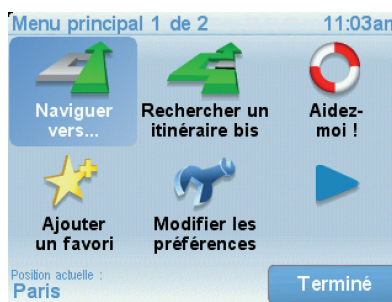 Menu principal 1 de 2
11:03am
Naviguer
vers...
Rechercher un
itinéraire bis
Aidez-
moi !
Ajouter
un favori
Modifier les
préférences
Position actuelle :
Paris
Terminé